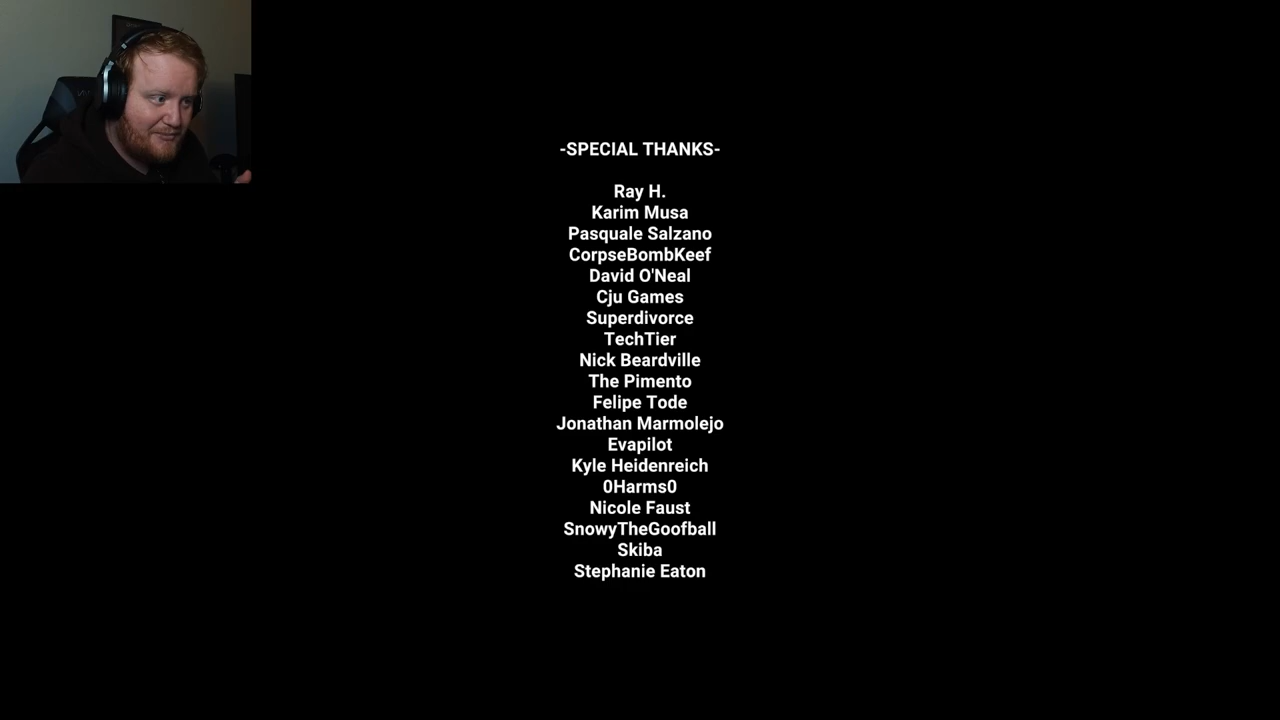 -SPECIAL THANKS-
Ray H.
Karim Musa
Pasquale Salzano
CorpseBombKeef
David O'Neal
Cju Games
Superdivorce
TechTier
Nick Beardville
The Pimento
Felipe Tode
Jonathan Marmolejo
Evapilot
Kyle Heidenreich
0Harms0
Nicole Faust
SnowyTheGoofball
Skiba
Stephanie Eaton